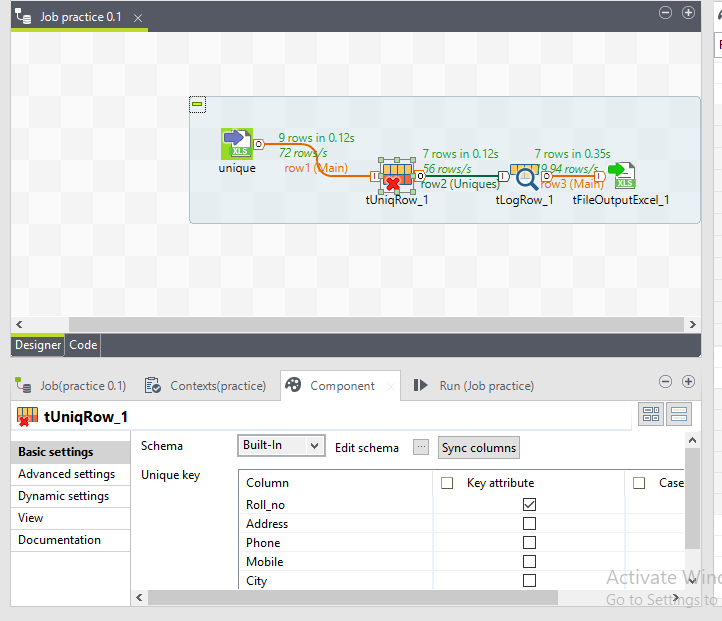 Job practice 0.1
9 rows in 0.12s
72 rows/s
row1 (Main)
unique
7 rows in 0.12s
56 rows/s
row2 (Uniques)
tUniqRow_1
7 rows in 0.35s
19.94 rows/s
row3 (Main)
tLogRow_1
tFileOutputExcel_1
XLS
XLS
Designer
Code
Job(practice 0.1)
Contexts(practice)
Component
Run (Job practice)
tUniqRow_1
Basic settings
Advanced settings
Dynamic settings
View
Documentation
Schema
Built-In
Edit schema
...
Sync columns
Unique key
Column
Key attribute
Case
Roll_no
Address
Phone
Mobile
City
Activate Win
Go to Settings to